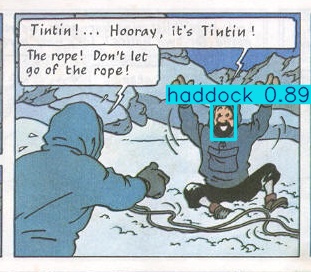 Tintin!... Hooray, it's Tintin!
The rope! Don't let
go of the rope!
haddock 0.89